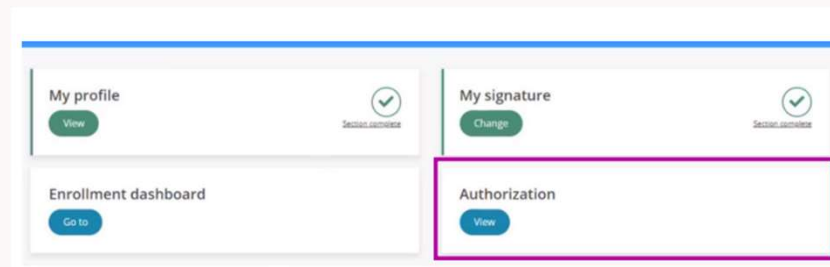 My profile
View
Section complete
My signature
Change
Section complete
Enrollment dashboard
Go to
Authorization
View